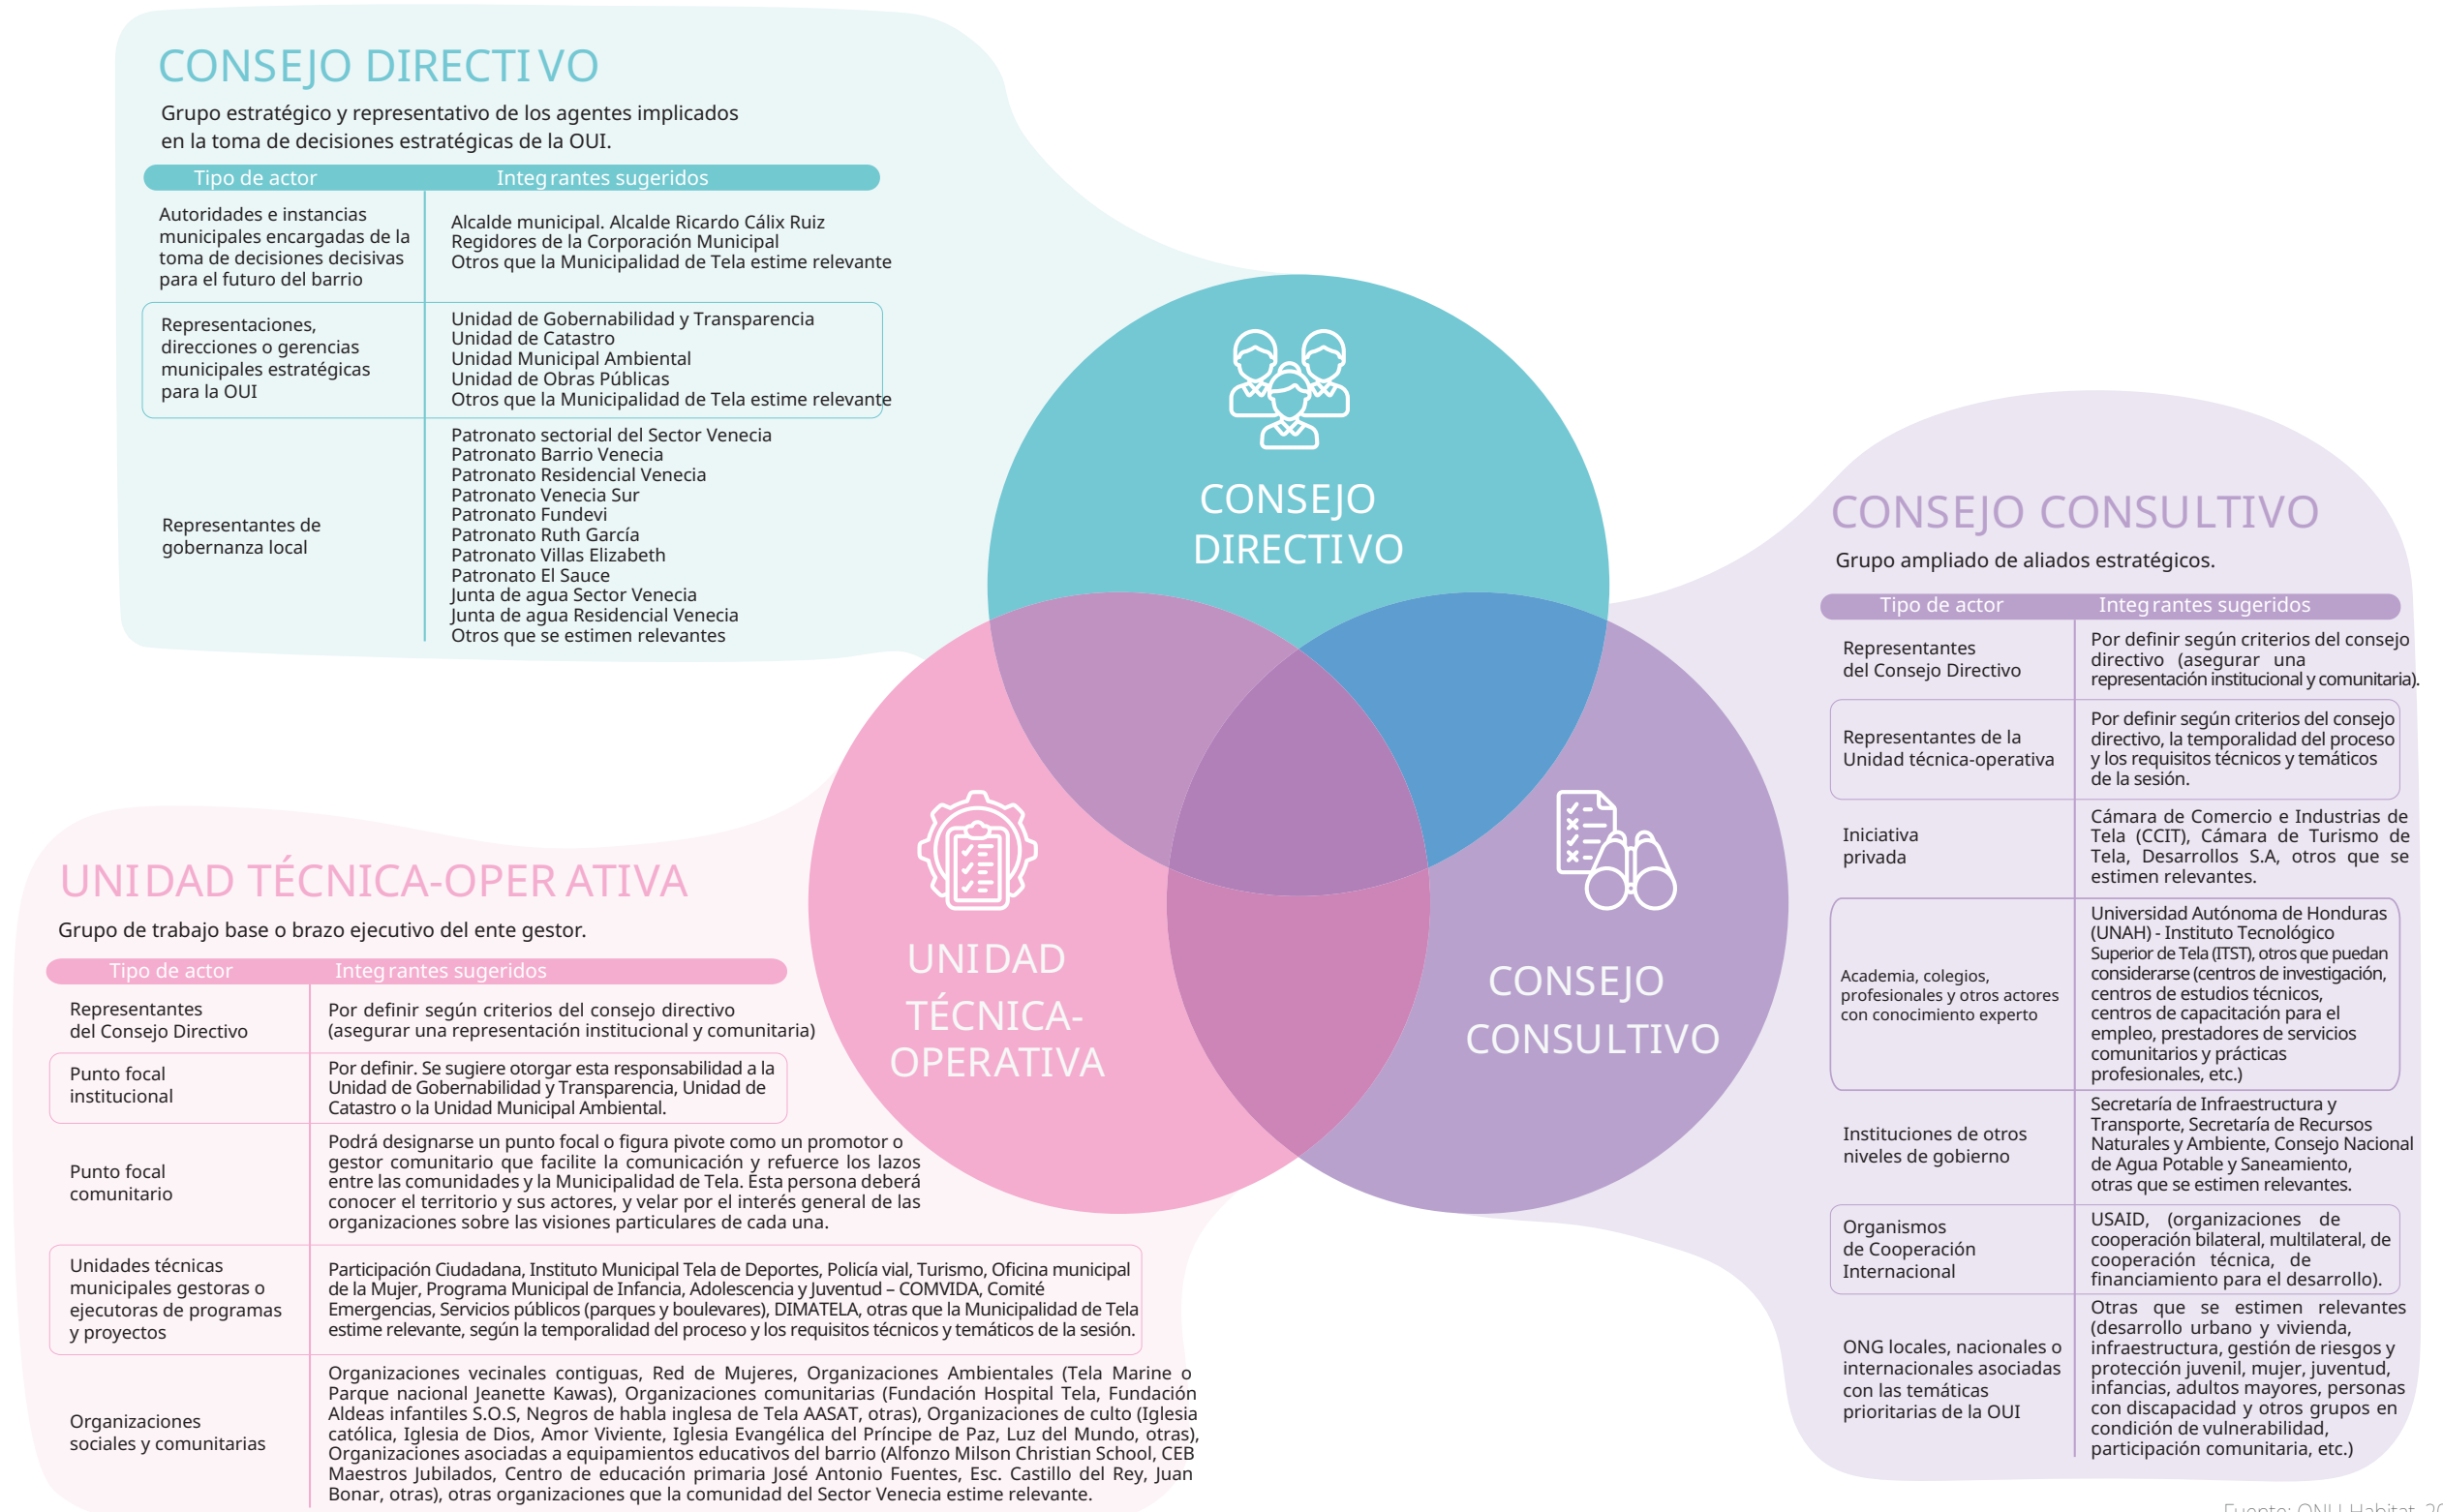 CONSEJO DIRECTIVO
Grupo estratégico y representativo de los agentes implicados
en la toma de decisiones estratégicas de la OUI.
Tipo de actor Integrantes sugeridos
Autoridades e instancias
municipales encargadas de la
toma de decisiones decisivas
para el futuro del barrio
Alcalde municipal. Alcalde Ricardo Cálix Ruiz
Regidores de la Corporación Municipal
Otros que la Municipalidad de Tela estime relevante
Representaciones,
direcciones o gerencias
municipales estratégicas
para la OUI
Unidad de Gobernabilidad y Transparencia
Unidad de Catastro
Unidad Municipal Ambiental
Unidad de Obras Públicas
Otros que la Municipalidad de Tela estime relevante
Representantes de
gobernanza local
Patronato sectorial del Sector Venecia
Patronato Barrio Venecia
Patronato Residencial Venecia
Patronato Venecia Sur
Patronato Fundevi
Patronato Ruth García
Patronato Villas Elizabeth
Patronato El Sauce
Junta de agua Sector Venecia
Junta de agua Residencial Venecia
Otros que se estimen relevantes
CONSEJO
DIRECTIVO
UNIDAD
TÉCNICA-
OPERATIVA
CONSEJO
CONSULTIVO
CONSEJO CONSULTIVO
Grupo ampliado de aliados estratégicos.
Tipo de actor Integrantes sugeridos
Representantes
del Consejo Directivo
Por definir según criterios del consejo
directivo (asegurar una
representación institucional y comunitaria).
Representantes de la
Unidad técnica-operativa
Por definir según criterios del consejo
directivo, la temporalidad del proceso
y los requisitos técnicos y temáticos
de la sesión.
Iniciativa
privada
Cámara de Comercio e Industrias de
Tela (CCIT), Cámara de Turismo de
Tela, Desarrollos S.A, otros que se
estimen relevantes.
Academia, colegios,
profesionales y otros actores
con conocimiento experto
Universidad Autónoma de Honduras
(UNAH) - Instituto Tecnológico
Superior de Tela (ITST), otros que puedan
considerarse (centros de investigación,
centros de estudios técnicos,
centros de capacitación para el
empleo, prestadores de servicios
comunitarios y prácticas
profesionales, etc.)
Instituciones de otros
niveles de gobierno
Secretaría de Infraestructura y
Transporte, Secretaría de Recursos
Naturales y Ambiente, Consejo Nacional
de Agua Potable y Saneamiento,
otras que se estimen relevantes.
Organismos
de Cooperación
Internacional
USAID, (organizaciones de
cooperación bilateral, multilateral, de
cooperación técnica, de
financiamiento para el desarrollo).
ONG locales, nacionales o
internacionales asociadas
con las temáticas
prioritarias de la OUI
Otras que se estimen relevantes
(desarrollo urbano y vivienda,
infraestructura, gestión de riesgos y
protección juvenil, mujer, juventud,
infancias, adultos mayores, personas
con discapacidad y otros grupos en
condición de vulnerabilidad,
participación comunitaria, etc.)
UNIDAD TÉCNICA-OPERATIVA
Grupo de trabajo base o brazo ejecutivo del ente gestor.
Tipo de actor Integrantes sugeridos
Representantes
del Consejo Directivo
Por definir según criterios del consejo directivo
(asegurar una representación institucional y comunitaria)
Punto focal
institucional
Por definir. Se sugiere otorgar esta responsabilidad a la
Unidad de Gobernabilidad y Transparencia, Unidad de
Catastro o la Unidad Municipal Ambiental.
Punto focal
comunitario
Podrá designarse un punto focal o figura pivote como un promotor o
gestor comunitario que facilite la comunicación y refuerce los lazos
entre las comunidades y la Municipalidad de Tela. Esta persona deberá
conocer el territorio y sus actores, y velar por el interés general de las
organizaciones sobre las visiones particulares de cada una.
Unidades técnicas
municipales gestoras o
ejecutoras de programas
y proyectos
Participación Ciudadana, Instituto Municipal Tela de Deportes, Policía vial, Turismo, Oficina municipal
de la Mujer, Programa Municipal de Infancia, Adolescencia y Juventud – COMVIDA, Comité
Emergencias, Servicios públicos (parques y boulevares), DIMATELA, otras que la Municipalidad de Tela
estime relevante, según la temporalidad del proceso y los requisitos técnicos y temáticos de la sesión.
Organizaciones
sociales y comunitarias
Organizaciones vecinales contiguas, Red de Mujeres, Organizaciones Ambientales (Tela Marine o
Parque nacional Jeanette Kawas), Organizaciones comunitarias (Fundación Hospital Tela, Fundación
Aldeas infantiles S.O.S, Negros de habla inglesa de Tela AASAT, otras), Organizaciones de culto (Iglesia
católica, Iglesia de Dios, Amor Viviente, Iglesia Evangélica del Príncipe de Paz, Luz del Mundo, otras),
Organizaciones asociadas a equipamientos educativos del barrio (Alfonzo Milson Christian School, CEB
Maestros Jubilados, Centro de educación primaria José Antonio Fuentes, Esc. Castillo del Rey, Juan
Bonar, otras), otras organizaciones que la comunidad del Sector Venecia estime relevante.
Fuente: ONU-Habitat, 20